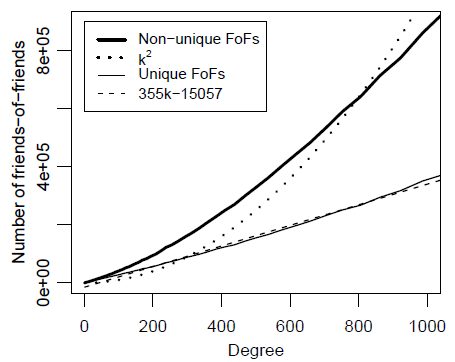 Non-unique FoFs
k²
Unique FoFs
355k−15057
Number of friends−of−friends
8e+05
4e+05
0e+00
0 200 400 600 800 1000
Degree